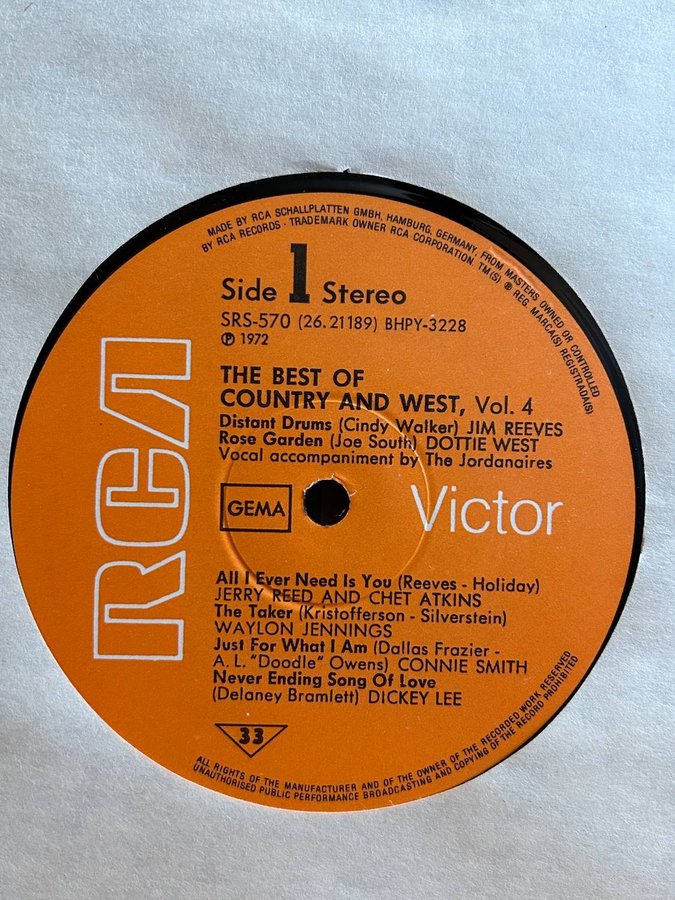 MADE BY RCA SCHALLPLATTEN GMBH, HAMBURG, GERMANY, FROM MASTERS OWNED OR CONTROLLED
BY RCA RECORDS · TRADEMARK OWNER RCA CORPORATION. TM(S) ® REG. MARCA(S) REGISTRADA(S)
Side 1 Stereo
SRS-570 (26.21189) BHPY-3228
℗ 1972
THE BEST OF
COUNTRY AND WEST, Vol. 4
Distant Drums (Cindy Walker) JIM REEVES
Rose Garden (Joe South) DOTTIE WEST
Vocal accompaniment by The Jordanaires
RCA
GEMA
Victor
All I Ever Need Is You (Reeves - Holiday)
JERRY REED AND CHET ATKINS
The Taker (Kristofferson - Silverstein)
WAYLON JENNINGS
Just For What I Am (Dallas Frazier -
A. L. "Doodle" Owens) CONNIE SMITH
Never Ending Song Of Love
(Delaney Bramlett) DICKEY LEE
33
ALL RIGHTS OF THE MANUFACTURER AND OF THE OWNER OF THE RECORDED WORK RESERVED
UNAUTHORISED PUBLIC PERFORMANCE BROADCASTING AND COPYING OF THE RECORD PROHIBITED